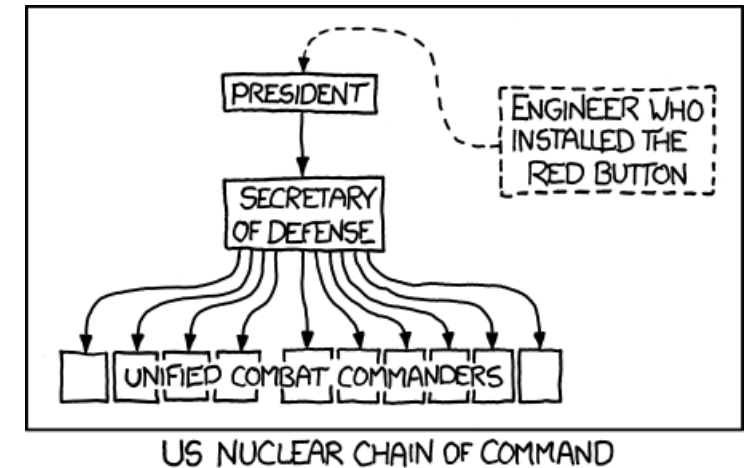 PRESIDENT
ENGINEER WHO
INSTALLED THE
RED BUTTON
SECRETARY
OF DEFENSE
UNIFIED COMBAT COMMANDERS
US NUCLEAR CHAIN OF COMMAND